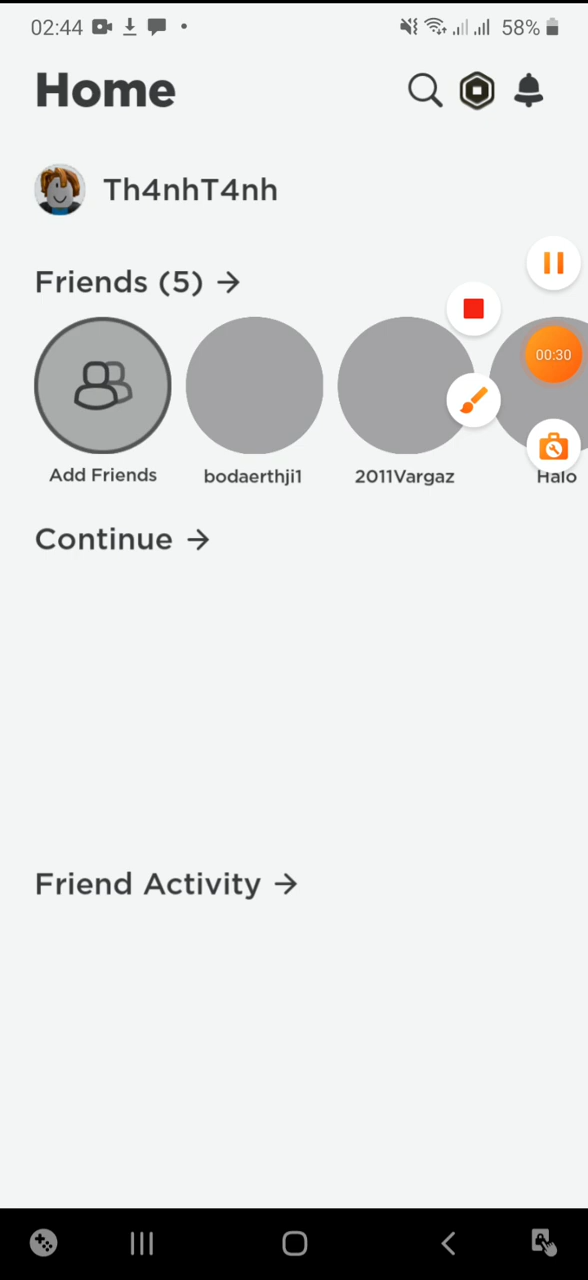 02:44
58%
Home
Th4nhT4nh
Friends (5) →
00:30
Add Friends
bodaerthji1
2011Vargaz
Halo
Continue →
Friend Activity →